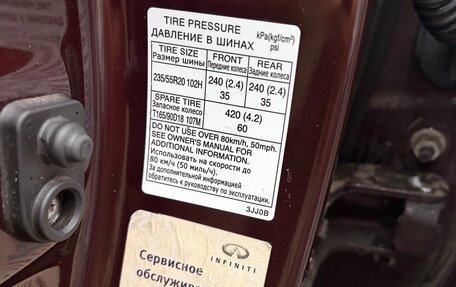 TIRE PRESSURE
ДАВЛЕНИЕ В ШИНАХ
kPa(kgf/cm²)
psi
TIRE SIZE
Размер шины
FRONT
Передние колеса
REAR
Задние колеса
235/55R20 102H
240 (2.4)
35
240 (2.4)
35
SPARE TIRE
Запасное колесо
T165/90D18 107M
420 (4.2)
60
DO NOT USE OVER 80km/h, 50mph.
SEE OWNER'S MANUAL FOR
ADDITIONAL INFORMATION.
Использовать на скорости до
80 км/ч (50 миль/ч).
За дополнительной информацией
обратитесь к руководству по эксплуатации.
3JJ0B
INFINITI
Сервисное
обслужива